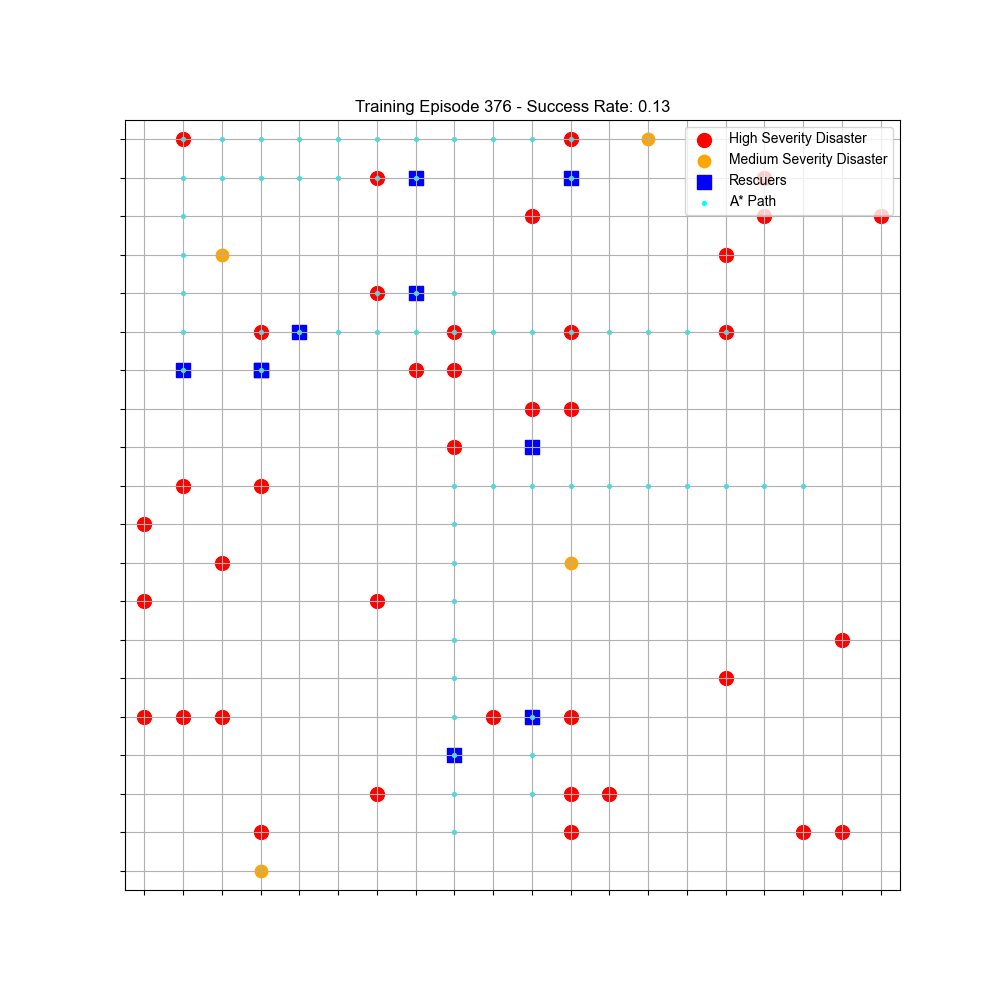 Training Episode 376 - Success Rate: 0.13
High Severity Disaster
Medium Severity Disaster
Rescuers
A* Path